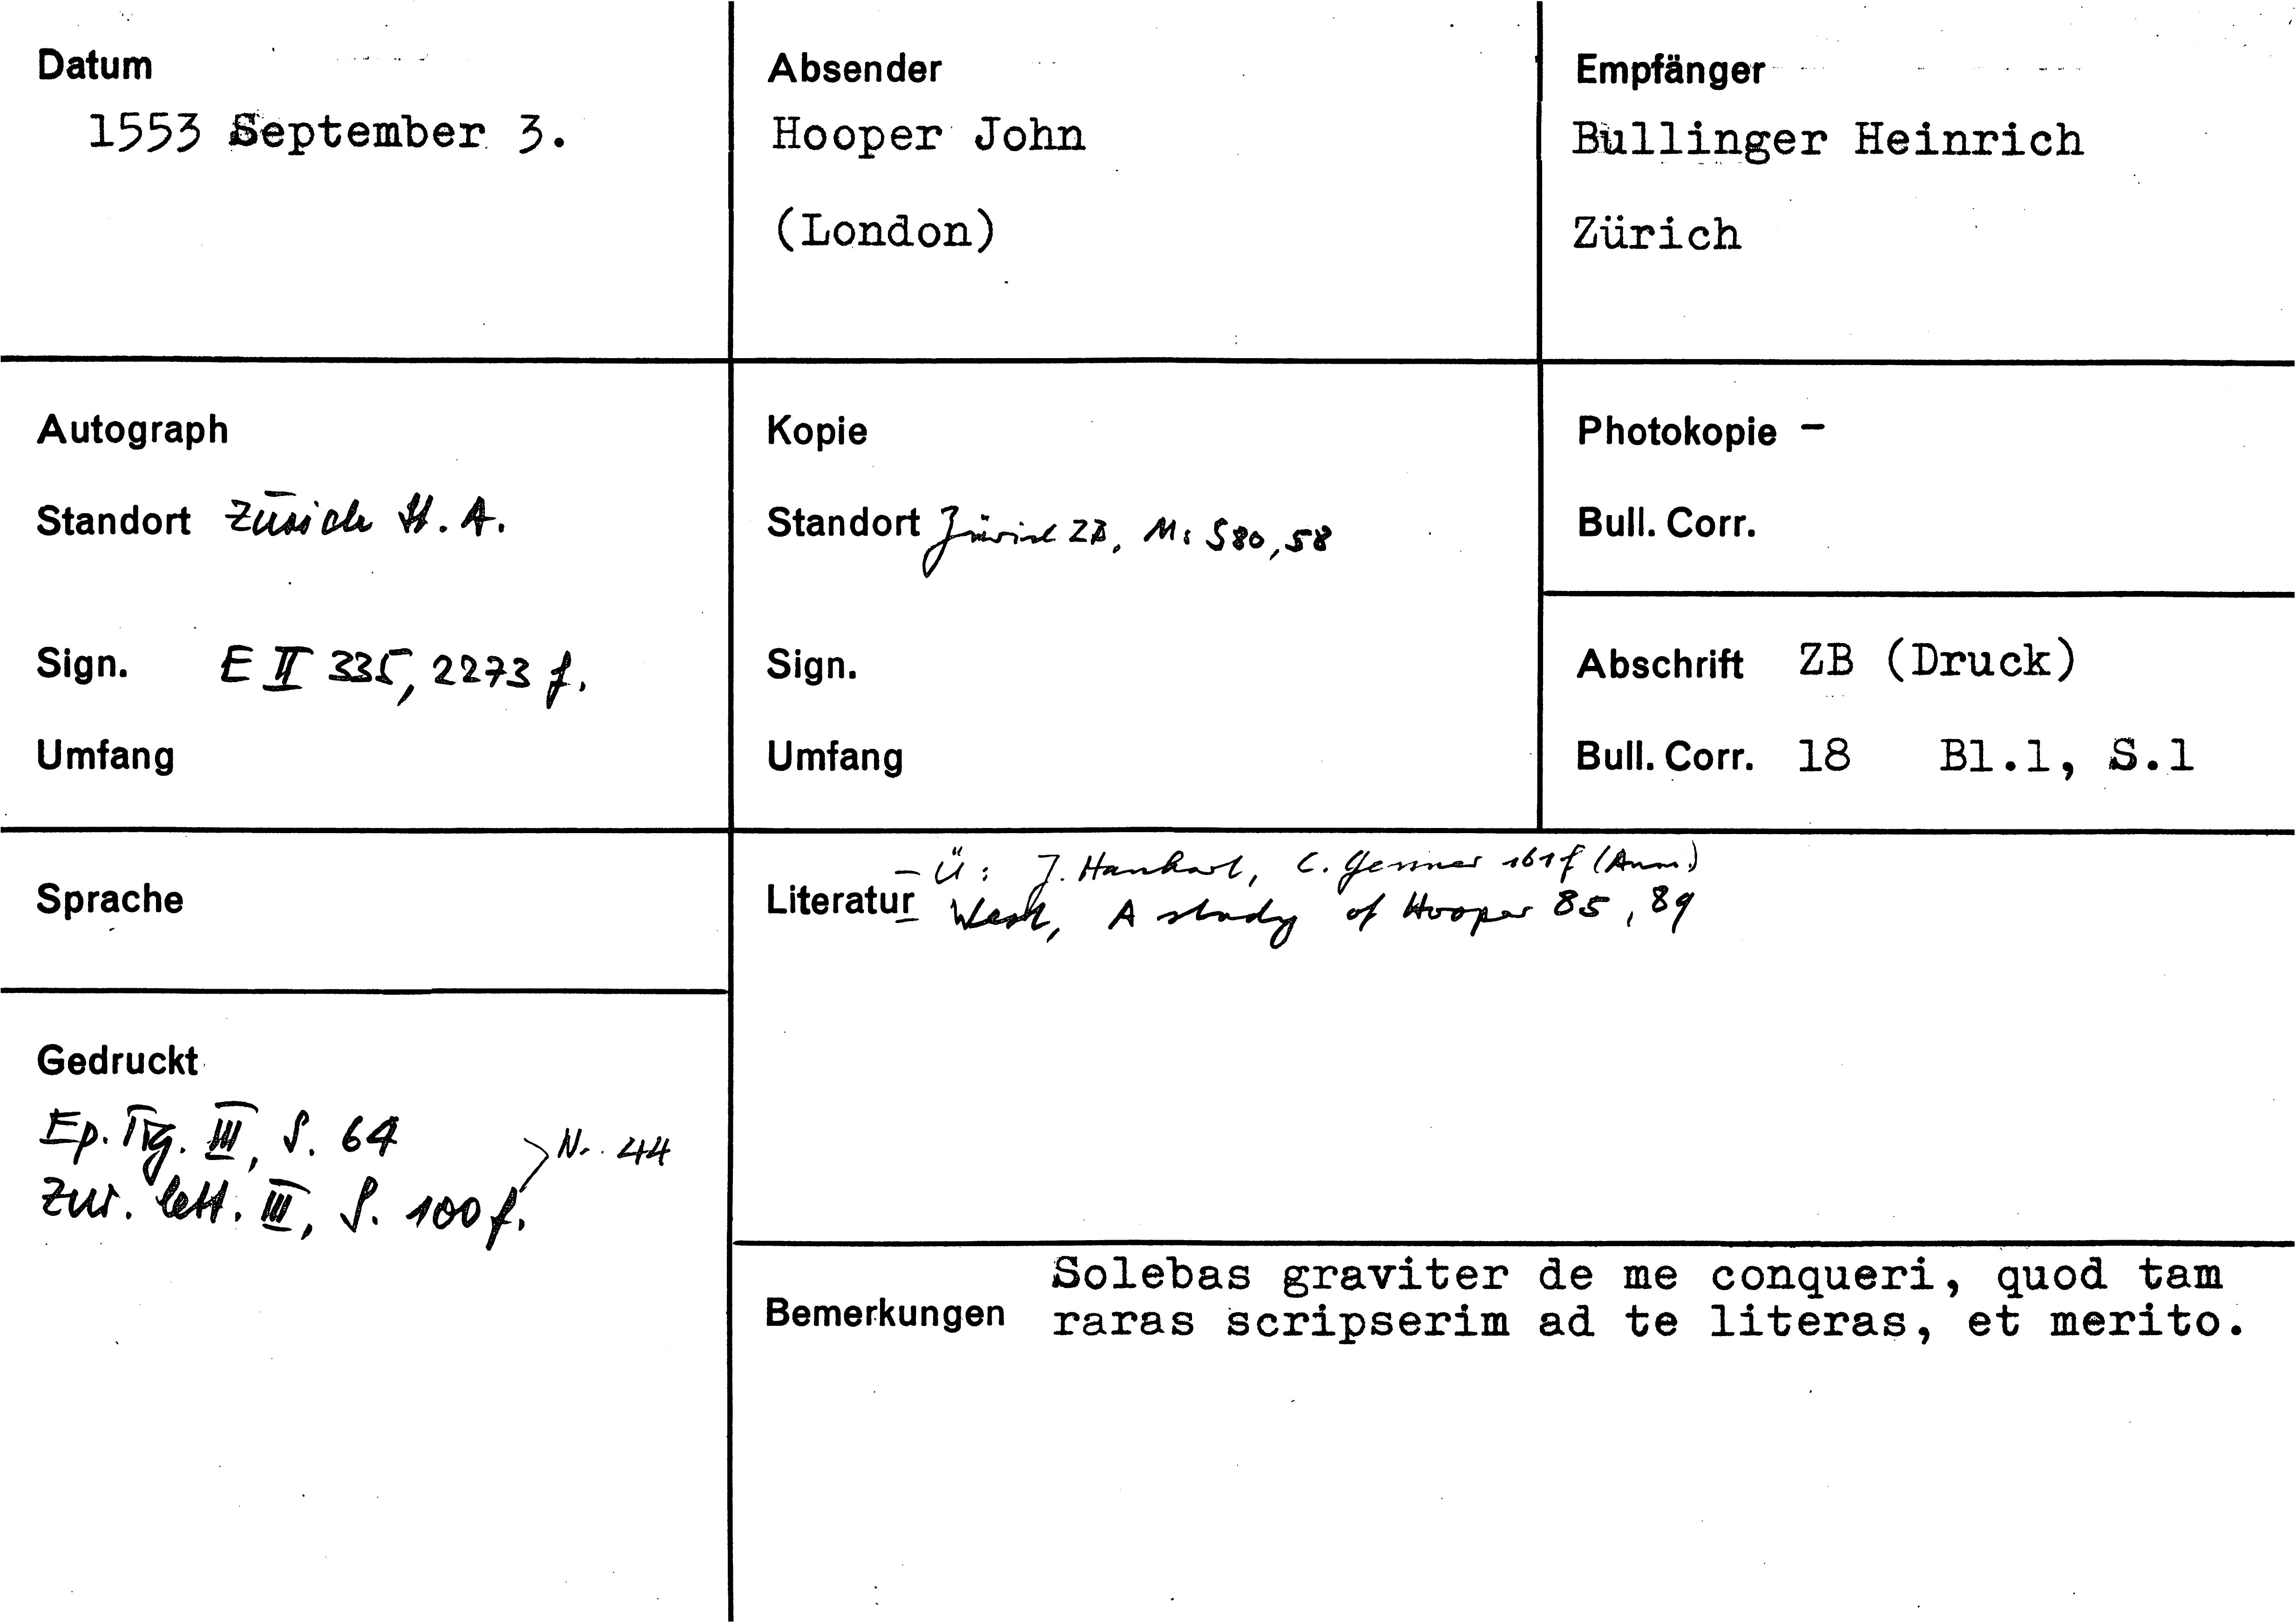 Datum
1553 September 3.
Absender
Hooper John
(London)
Empfänger
Bullinger Heinrich
Zürich
Autograph
Standort Zürich St. A.
Sign. E II 335, 2273 f.
Umfang
Kopie
Standort Zürich ZB, Ms S 80, 58
Sign.
Umfang
Photokopie –
Bull. Corr.
Abschrift ZB (Druck)
Bull. Corr. 18 Bl.1, S.1
Sprache
Literatur
- Ü: J. Hanhart, C. Gessner 161f (Anm.)
- West, A study of Hooper 85, 89
Gedruckt
Ep. Tig. III, S. 64
Zur. lett. III, S. 100 f.
Nr. 44
Bemerkungen
Solebas graviter de me conqueri, quod tam
raras scripserim ad te literas, et merito.